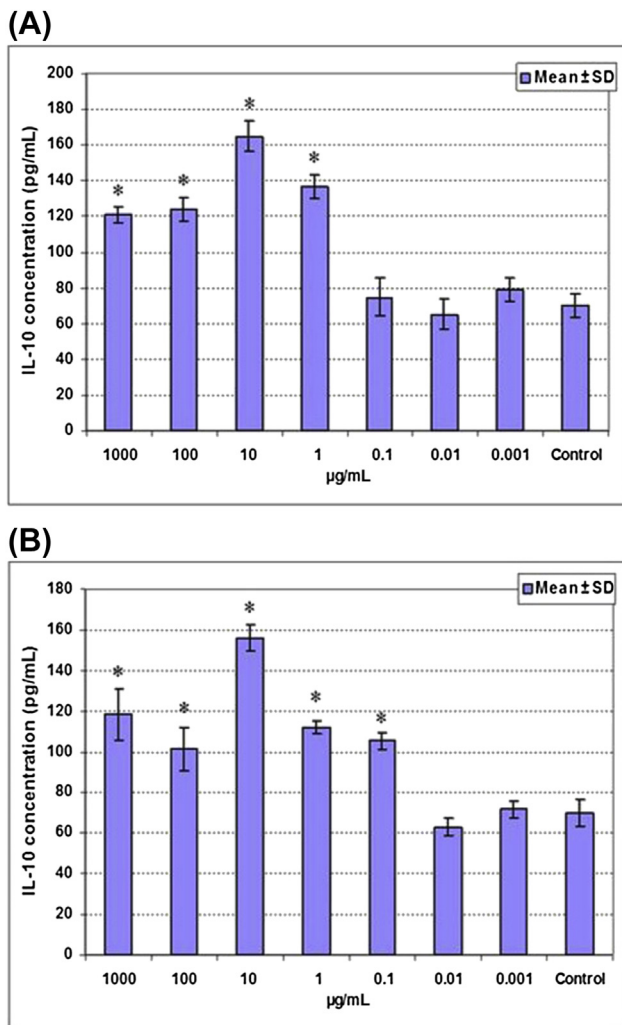 (A)
Mean±SD
IL-10 concentration (pg/mL)
200
180
160
140
120
100
80
60
40
20
0
* * * *
1000 100 10 1 0.1 0.01 0.001 Control
µg/mL
(B)
Mean±SD
IL-10 concentration (pg/mL)
180
160
140
120
100
80
60
40
20
0
* * * * *
1000 100 10 1 0.1 0.01 0.001 Control
µg/mL